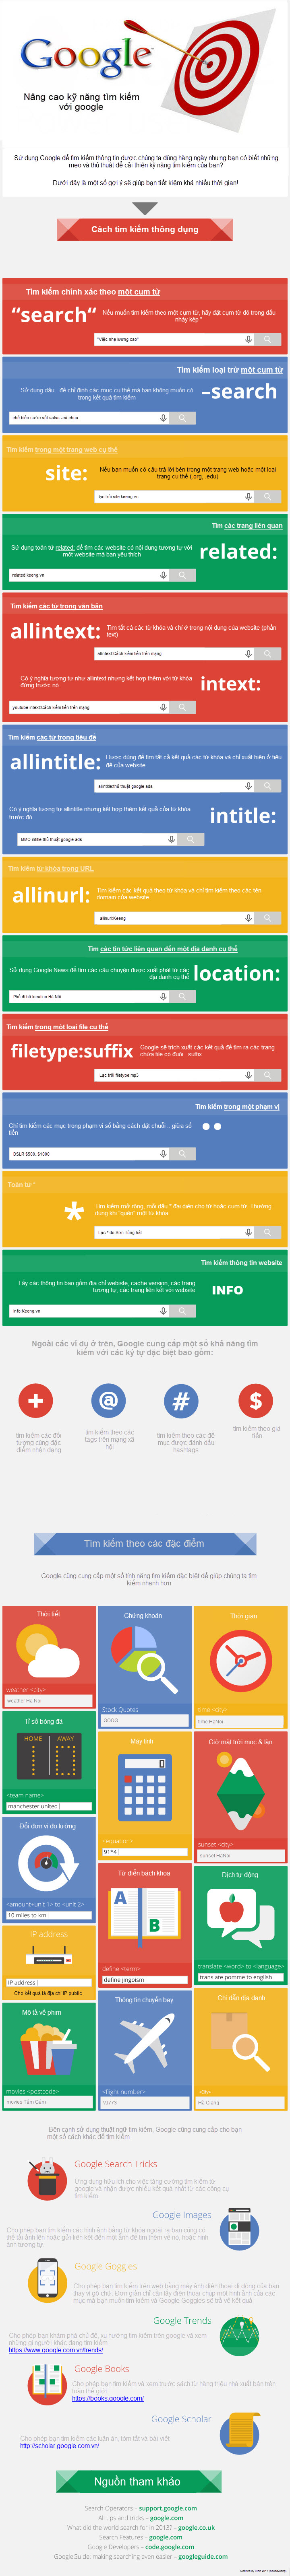 Google
Nâng cao kỹ năng tìm kiếm
với google
Sử dụng Google để tìm kiếm thông tin được chúng ta dùng hàng ngày nhưng bạn có biết những
mẹo và thủ thuật để cải thiện kỹ năng tìm kiếm của bạn?
Dưới đây là một số gợi ý sẽ giúp bạn tiết kiệm khá nhiều thời gian!
Cách tìm kiếm thông dụng
Tìm kiếm chính xác theo một cụm từ
“search“
Nếu muốn tìm kiếm theo một cụm từ, hãy đặt cụm từ đó trong dấu
nháy kép "
"Việc nhẹ lương cao"
Tìm kiếm loại trừ một cụm từ
Sử dụng dấu - để chỉ định các mục cụ thể mà bạn không muốn có
trong kết quả tìm kiếm
–search
chế biến nước sốt salsa -cà chua
Tìm kiếm trong một trang web cụ thể
site:
Nếu bạn muốn có câu trả lời bên trong một trang web hoặc một loại
trang cụ thể (.org, .edu)
lạc trôi site:keeng.vn
Tìm các trang liên quan
Sử dụng toán tử related: để tìm các website có nội dung tương tự với
một website mà bạn yêu thích
related:
related:keeng.vn
Tìm kiếm các từ trong văn bản
allintext:
Tìm tất cả các từ khóa và chỉ ở trong nội dung của website (phần
text)
allintext:Cách kiếm tiền trên mạng
Có ý nghĩa tương tự như allintext nhưng kết hợp thêm với từ khóa
đứng trước nó
intext:
youtube intext:Cách kiếm tiền trên mạng
Tìm kiếm các từ trong tiêu đề
allintitle:
Được dùng để tìm tất cả kết quả các từ khóa và chỉ xuất hiện ở tiêu
đề của website
allintitle:thủ thuật google ads
Có ý nghĩa tương tự allintitle nhưng kết hợp thêm kết quả của từ khóa
trước đó
intitle:
MMO intitle:thủ thuật google ads
Tìm kiếm từ khóa trong URL
allinurl:
Tìm kiếm các kết quả theo từ khóa và chỉ tìm kiếm theo các tên
domain của website
allinurl:Keeng
Tìm các tin tức liên quan đến một địa danh cụ thể
Sử dụng Google News để tìm các câu chuyện được xuất phát từ các
địa danh cụ thể
location:
Phố đi bộ location:Hà Nội
Tìm kiếm trong một loại file cụ thể
filetype:suffix
Google sẽ trích xuất các kết quả để tìm ra các trang
chứa file có đuôi .suffix
Lạc trôi filetype:mp3
Tìm kiếm trong một phạm vi
Chỉ tìm kiếm các mục trong phạm vi số bằng cách đặt chuỗi .. giữa số
tiền
DSLR $500..$1000
Toán tử *
*
Tìm kiếm mở rộng, mỗi dấu * đại diện cho từ hoặc cụm từ. Thường
dùng khi "quên" một từ khóa
Lạc * do Sơn Tùng hát
Tìm kiếm thông tin website
Lấy các thông tin bao gồm địa chỉ website, cache version, các trang
tương tự, các trang liên kết với website
INFO
info:Keeng.vn
Ngoài các ví dụ ở trên, Google cung cấp một số khả năng tìm
kiếm với các ký tự đặc biệt bao gồm:
+
@
#
$
tìm kiếm các đối
tượng cùng đặc
điểm nhận dạng
tìm kiếm theo các
tags trên mạng xã
hội
tìm kiếm theo các đề
mục được đánh dấu
hashtags
tìm kiếm theo giá
tiền
Tìm kiếm theo các đặc điểm
Google cũng cung cấp một số tính năng tìm kiếm đặc biệt để giúp chúng ta tìm
kiếm nhanh hơn
Thời tiết
weather <city>
weather Ha Noi
Chứng khoán
Stock Quotes
GOOG
Thời gian
time <city>
time HaNoi
Tỉ số bóng đá
HOME
AWAY
<team name>
manchester united
Máy tính
<equation>
91*4
Giờ mặt trời mọc & lặn
sunset <city>
sunset HaNoi
Đổi đơn vị đo lường
<amount+unit 1> to <unit 2>
10 miles to km
Từ điển bách khoa
A
B
define <term>
define jingoism
Dịch tự động
translate <word> to <language>
translate pomme to english
IP address
IP address
Cho kết quả là địa chỉ IP public
Mô tả về phim
movies <postcode>
movies Tấm Cám
Thông tin chuyến bay
<flight number>
VJ773
Chỉ dẫn địa danh
Hà Giang
Bên cạnh sử dụng thuật ngữ tìm kiếm, Google cũng cung cấp cho bạn
một số cách khác để tìm kiếm
Google Search Tricks
Ứng dụng hữu ích cho việc tăng cường tìm kiếm từ
google và nhận được nhiều kết quả nhất từ các công cụ
tìm kiếm
Google Images
Cho phép bạn tìm kiếm các hình ảnh bằng từ khóa ngoài ra bạn cũng có
thể tải ảnh lên hoặc gửi liên kết đến một ảnh để tìm thêm về nó, hoặc hình
ảnh tương tự
Google Goggles
Cho phép bạn tìm kiếm trên web bằng máy ảnh điện thoại di động của bạn
thay vì gõ chữ. Đơn giản chỉ cần lấy điện thoại chụp một hình ảnh của các
mục mà bạn muốn tìm kiếm và Google Goggles sẽ trả về kết quả
Google Trends
Cho phép bạn khám phá chủ đề, xu hướng tìm kiếm trên google và xem
những gì người khác đang tìm kiếm
https://www.google.com.vn/trends/
Google Books
Cho phép bạn tìm kiếm và xem trước sách từ hàng triệu nhà xuất bản trên
toàn thế giới.
https://books.google.com/
Google Scholar
Cho phép bạn tìm kiếm các luận án, tóm tắt và bài viết
http://scholar.google.com.vn/
Nguồn tham khảo
Search Operators – support.google.com
All tips and tricks – google.com
What did the world search for in 2013? – google.co.uk
Search Features – google.com
Google Developers – code.google.com
GoogleGuide: making searching even easier – googleguide.com